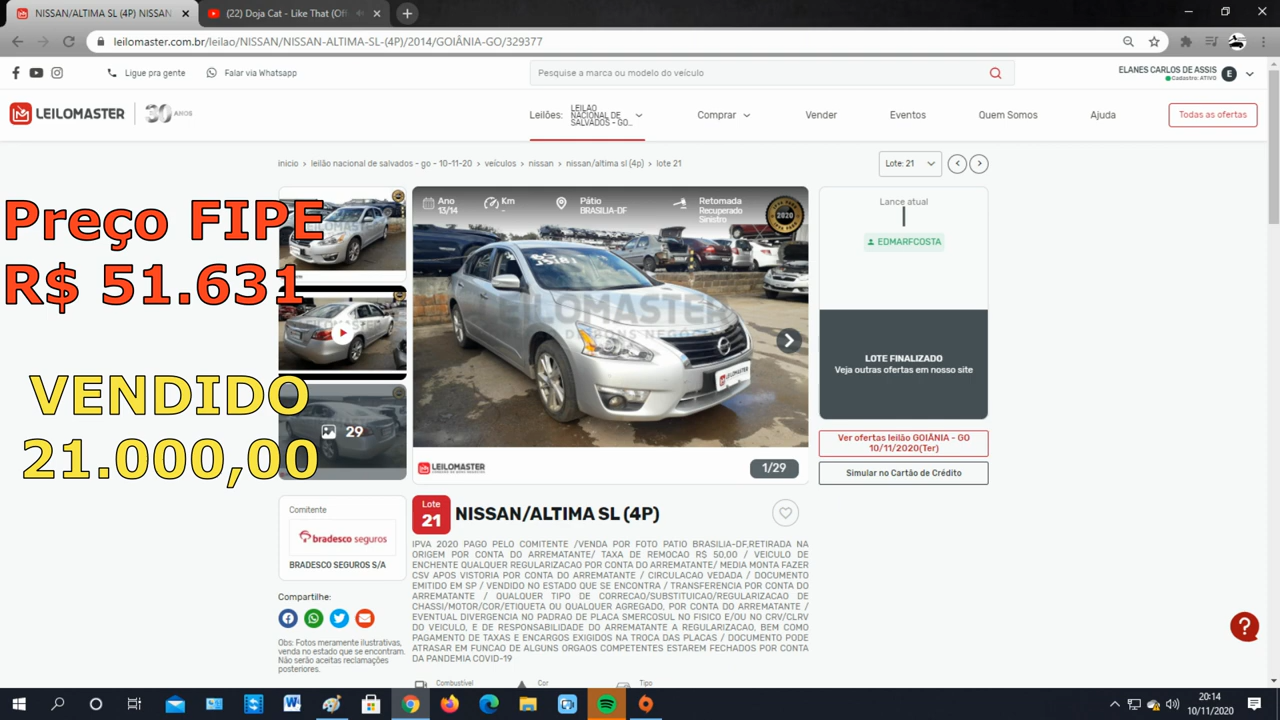 NISSAN/ALTIMA SL (4P) NISSAN
(22) Doja Cat - Like That (Of
leilomaster.com.br/leilao/NISSAN/NISSAN-ALTIMA-SL-(4P)/2014/GOIÂNIA-GO/329377
Ligue pra gente
Falar via Whatsapp
Pesquise a marca ou modelo do veículo
ELANES CARLOS DE ASSIS
Cadastro: ATIVO
E
LEILOMASTER
30 ANOS
Leilões:
LEILAO
NACIONAL DE
SALVADOS - GO...
Comprar
Vender
Eventos
Quem Somos
Ajuda
Todas as ofertas
inicio › leilão nacional de salvados - go - 10-11-20 › veículos › nissan › nissan/altima sl (4p) › lote 21
Lote: 21
Preço FIPE
R$ 51.631
VENDIDO
21.000,00
29
Ano
13/14
Km
-
Pátio
BRASILIA-DF
Retomada
Recuperado
Sinistro
2020
LEILOMASTER
LEILOMASTER
1/29
Lance atual
EDMARFCOSTA
LOTE FINALIZADO
Veja outras ofertas em nosso site
Ver ofertas leilão GOIÂNIA - GO
10/11/2020(Ter)
Simular no Cartão de Crédito
Comitente
bradesco seguros
BRADESCO SEGUROS S/A
Compartilhe:
Obs: Fotos meramente ilustrativas,
venda no estado que se encontram.
Não serão aceitas reclamações
posteriores.
Lote
21
NISSAN/ALTIMA SL (4P)
IPVA 2020 PAGO PELO COMITENTE /VENDA POR FOTO PATIO BRASILIA-DF,RETIRADA NA
ORIGEM POR CONTA DO ARREMATANTE/ TAXA DE REMOCAO R$ 50,00 / VEICULO DE
ENCHENTE QUALQUER REGULARIZACAO POR CONTA DO ARREMATANTE/ MEDIA MONTA FAZER
CSV APOS VISTORIA POR CONTA DO ARREMATANTE / CIRCULACAO VEDADA / DOCUMENTO
EMITIDO EM SP / VENDIDO NO ESTADO QUE SE ENCONTRA / TRANSFERENCIA POR CONTA DO
ARREMATANTE / QUALQUER TIPO DE CORRECAO/SUBSTITUICAO/REGULARIZACAO DE
CHASSI/MOTOR/COR/ETIQUETA OU QUALQUER AGREGADO, POR CONTA DO ARREMATANTE /
EVENTUAL DIVERGENCIA NO PADRAO DE PLACA SMERCOSUL NO FISICO E/OU NO CRV/CLRV
DO VEICULO, E DE RESPONSABILIDADE DO ARREMATANTE A REGULARIZACAO, BEM COMO
PAGAMENTO DE TAXAS E ENCARGOS EXIGIDOS NA TROCA DAS PLACAS / DOCUMENTO PODE
ATRASAR EM FUNCAO DE ALGUNS ORGAOS COMPETENTES ESTAREM FECHADOS POR CONTA
DA PANDEMIA COVID-19
Combustível
Cor
Tipo
20:14
10/11/2020